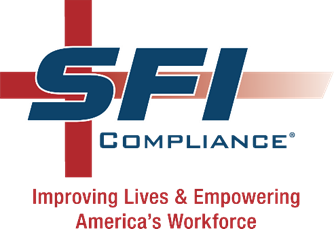 SFI
COMPLIANCE®
Improving Lives & Empowering
America's Workforce